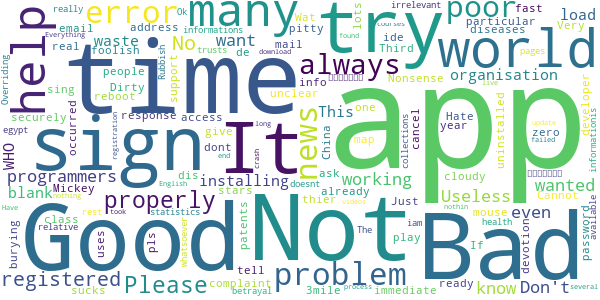 app
time
Good
Not
Bad
It
sign
try
world
help
many
error
poor
always
problem
properly
Please
registered
news
No
want
waste
WHO
programmers
blank
installing
working
This
organisation
wanted
Useless
even
know
Don't
load
really
email
address
Ok
informations
lots
Wat
pitty
mail
ide
de
Third
particular
diseases
fast
Very
irrelevant
courses
Everything
download
found
pages
trusts
Rubbish
real
foolish
people
Dirty
reboot
support
Nonsense
developer
Overriding
sing
securely
occurred
response
access
info
unclear
China
one
map
collections
cancel
Hate
year
zero
uninstalled
live
informationis
egypt
registration
long
crash
end
give
dont
English
update
failed
Mickey
class
dis
doesnt
ask
already
stars
Just
cloudy
Cannot
mouse
devotion
If
password
available
burying
relative
uses
pls
statistics
whatsoever
rest
took
nothing
patents
thier
tell
complaint
betrayal
3mile
immediate
process
The
play
iam
ready
health
nothin
several
Have
sucks